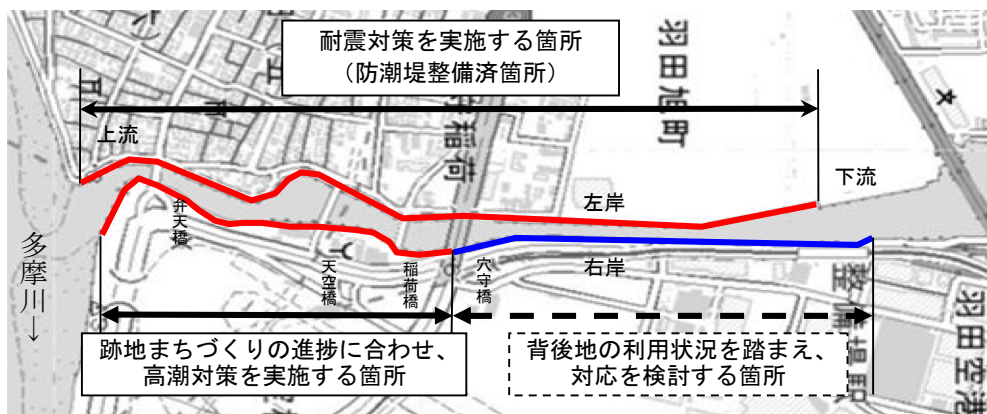 耐震対策を実施する箇所
（防潮堤整備済箇所）
羽田旭町
稲荷
上流
下流
左岸
弁天橋
天空橋
稲荷橋
穴守橋
右岸
多摩川→
整備場駅
羽田空港
跡地まちづくりの進捗に合わせ、
高潮対策を実施する箇所
背後地の利用状況を踏まえ、
対応を検討する箇所